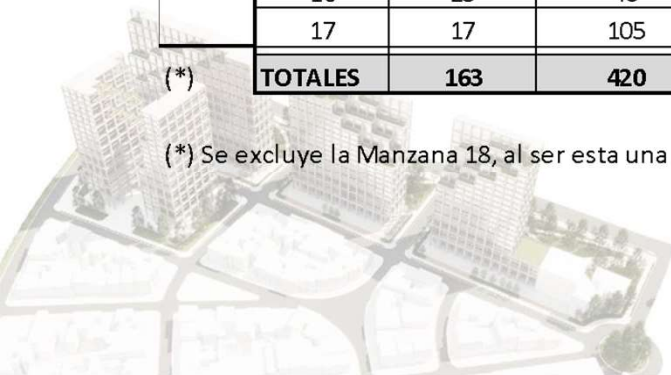 17 17 105
(*) TOTALES 163 420
(*) Se excluye la Manzana 18, al ser esta una